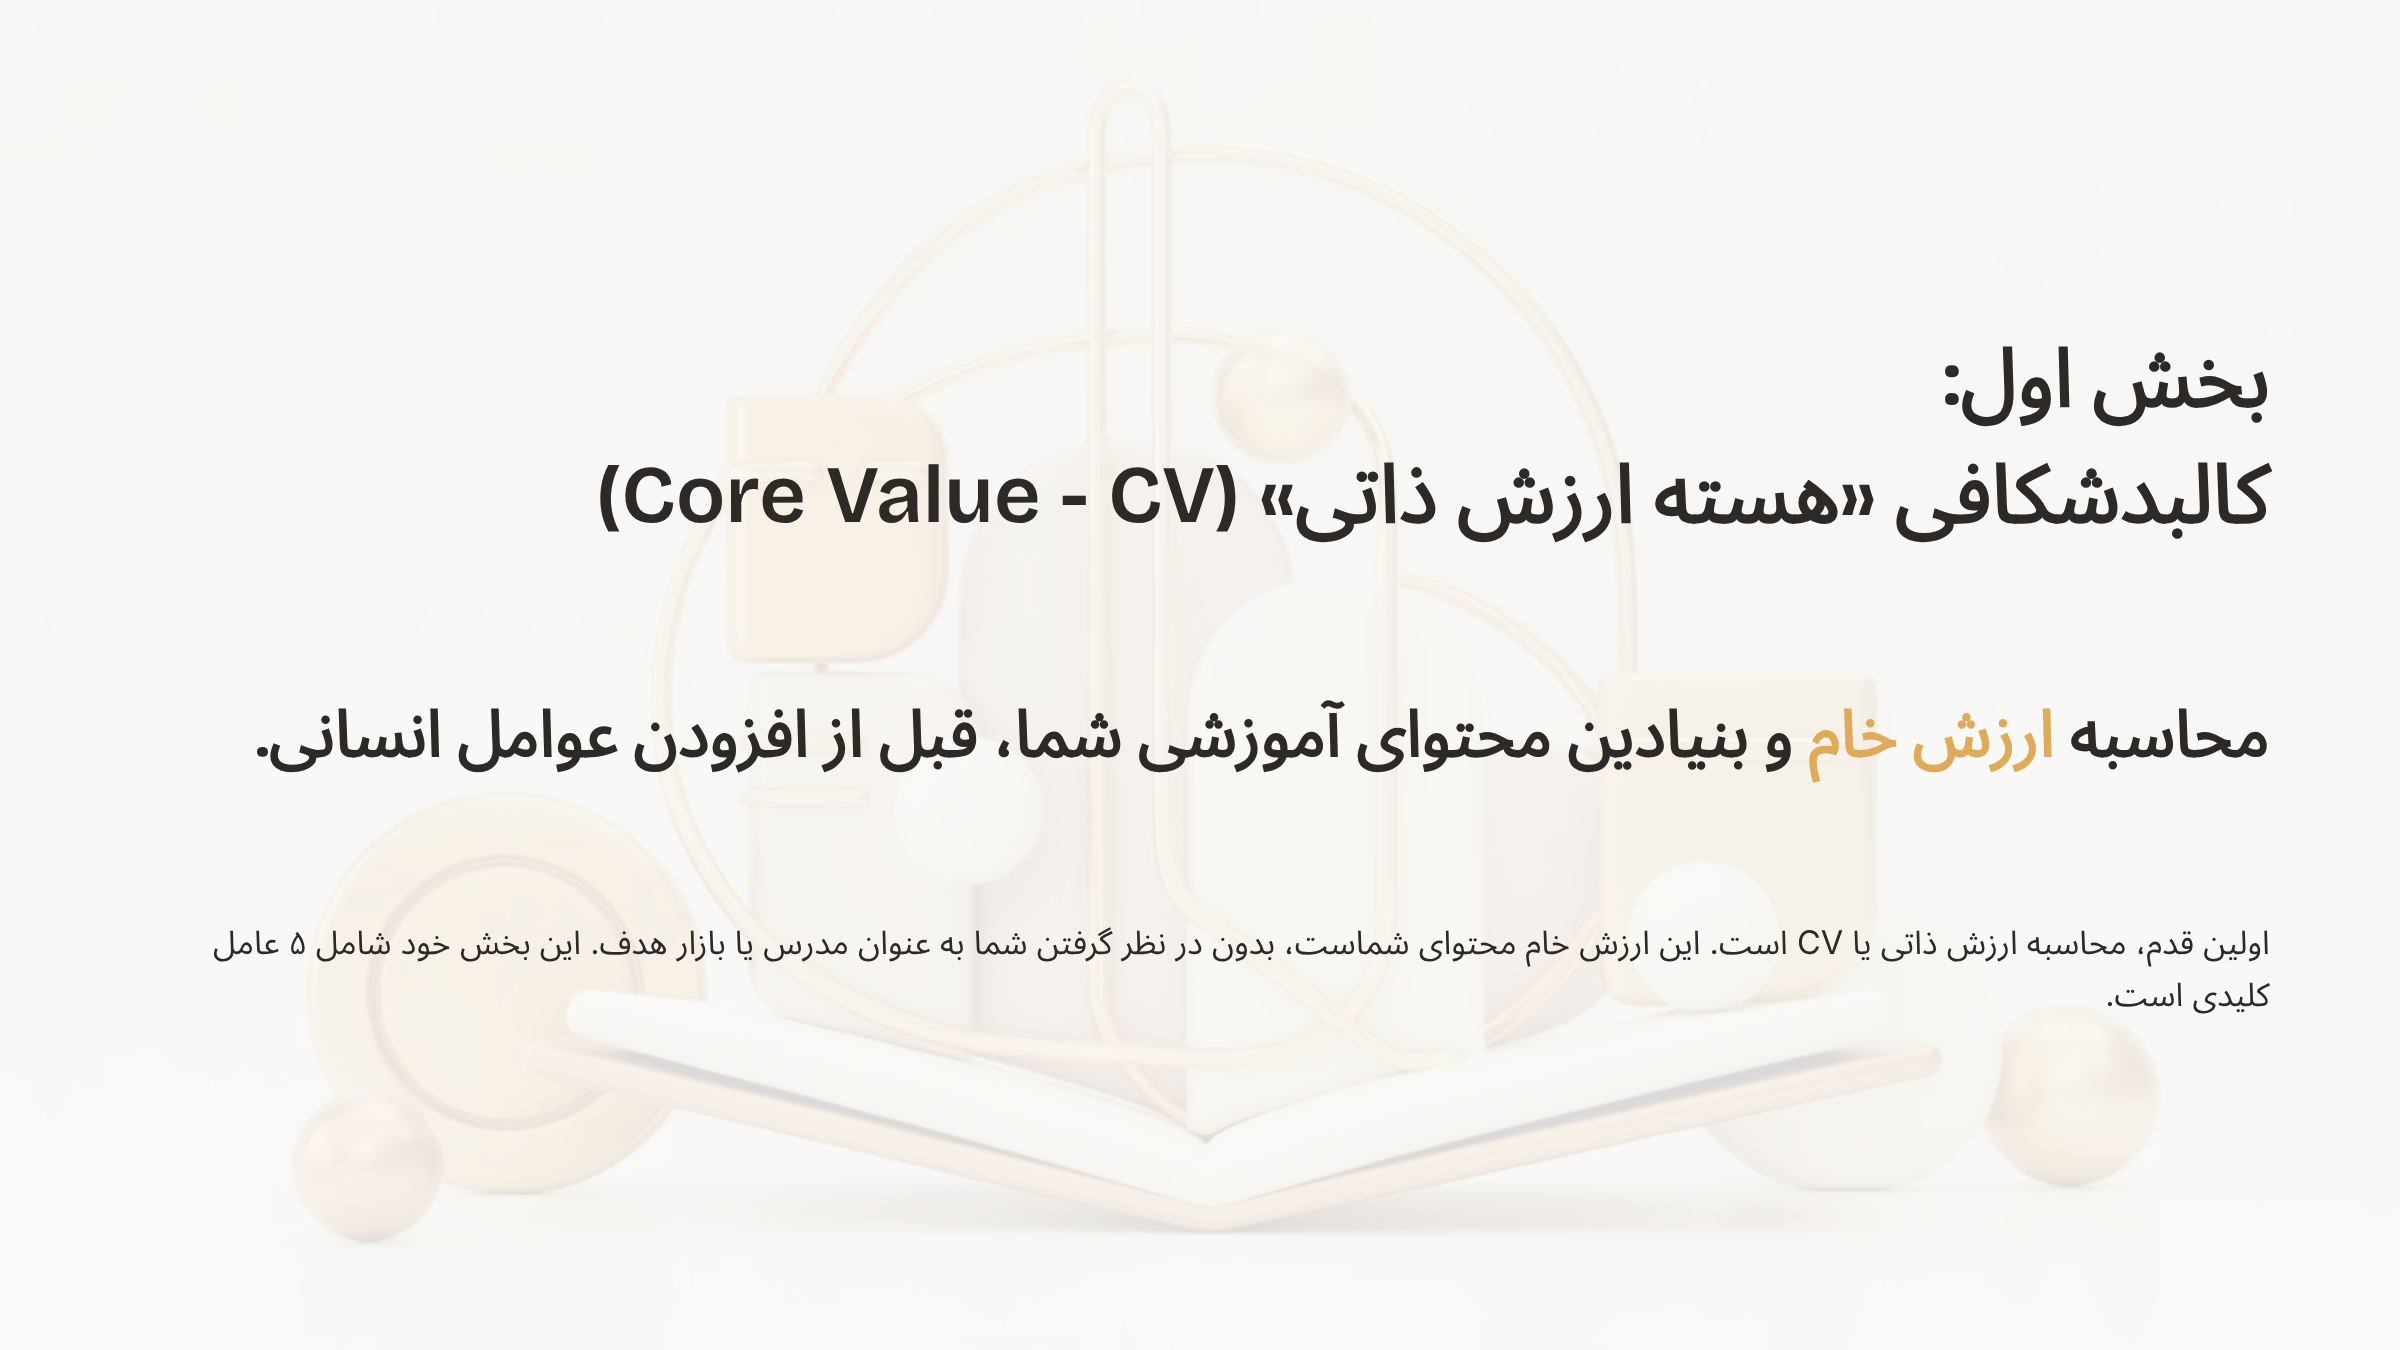 بخش اول:
کالبدشکافی «هسته ارزش ذاتی» (Core Value - CV)
محاسبه ارزش خام و بنیادین محتوای آموزشی شما، قبل از افزودن عوامل انسانی.
اولین قدم، محاسبه ارزش ذاتی یا CV است. این ارزش خام محتوای شماست، بدون در نظر گرفتن شما به عنوان مدرس یا بازار هدف. این بخش خود شامل ۵ عامل
کلیدی است.